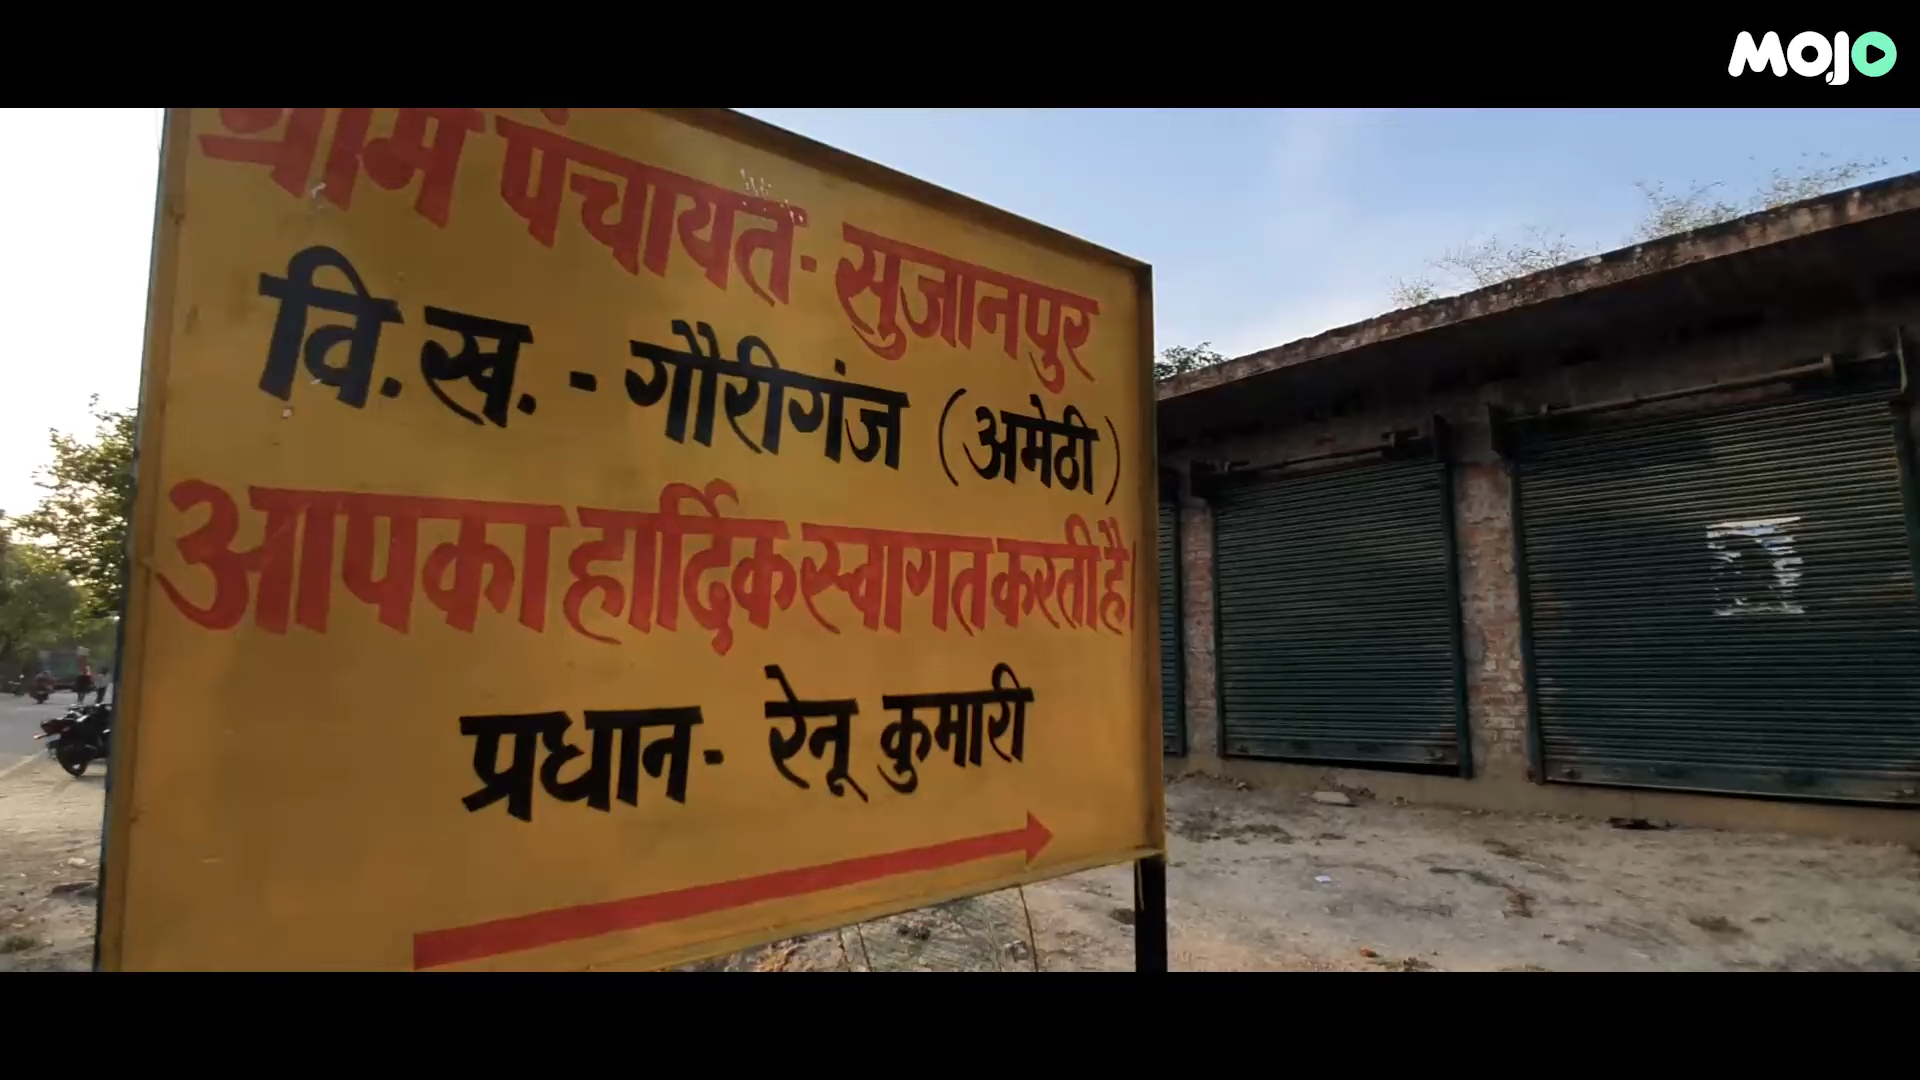 MOJO
ग्राम पंचायत- सुजानपुर
वि.ख. - गौरीगंज (अमेठी)
आपका हार्दिक स्वागत करती है।
प्रधान- रेनू कुमारी